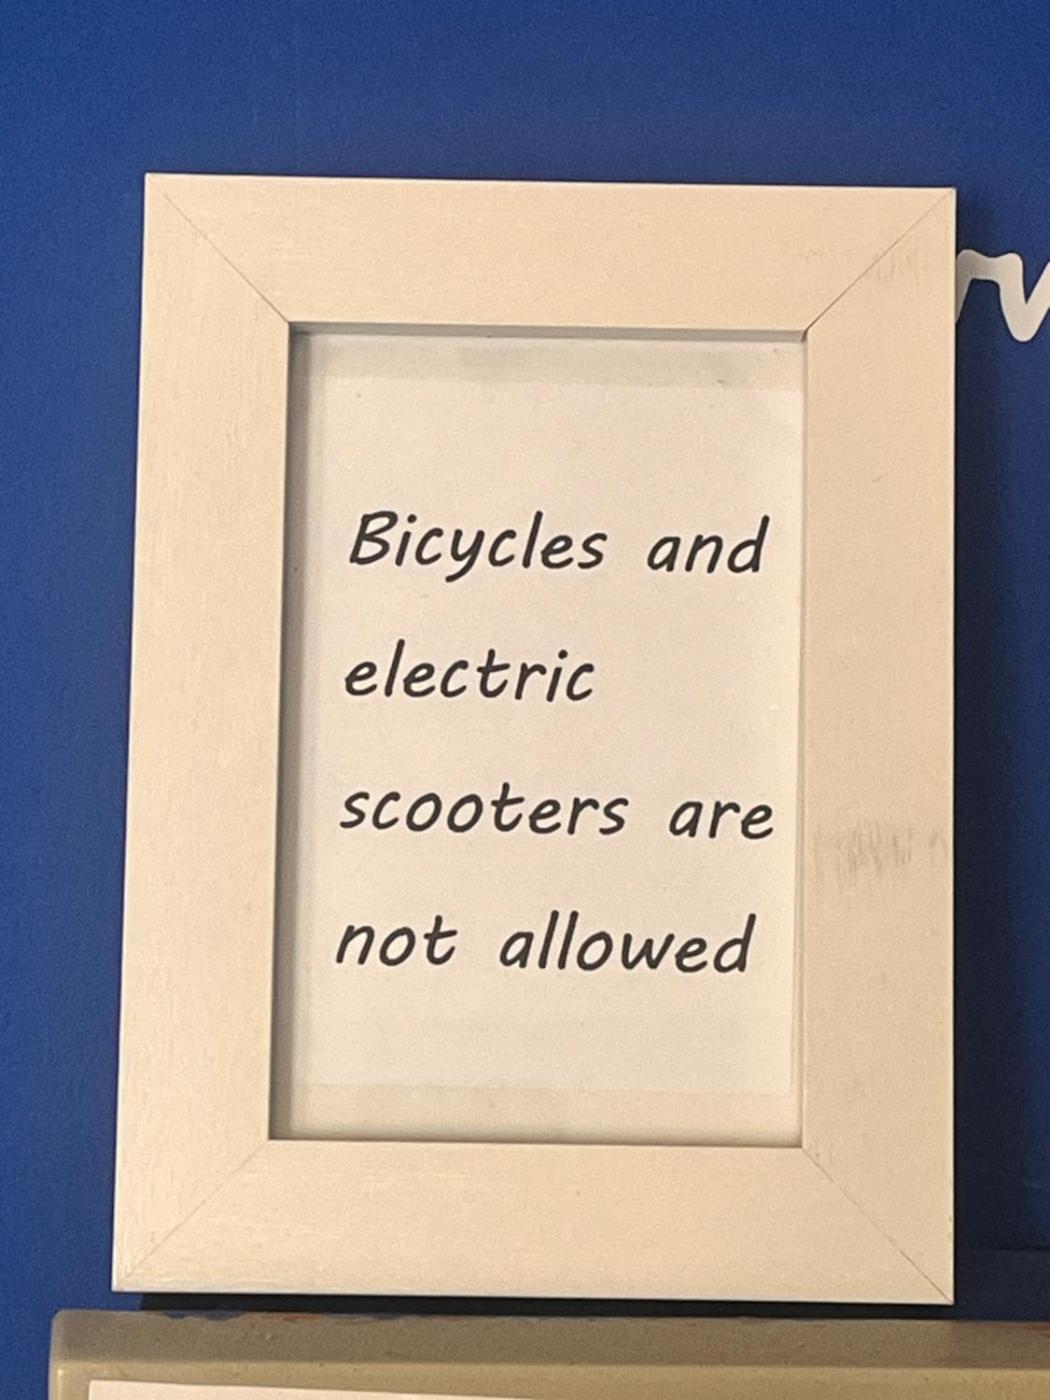 Bicycles and
electric
scooters are
not allowed